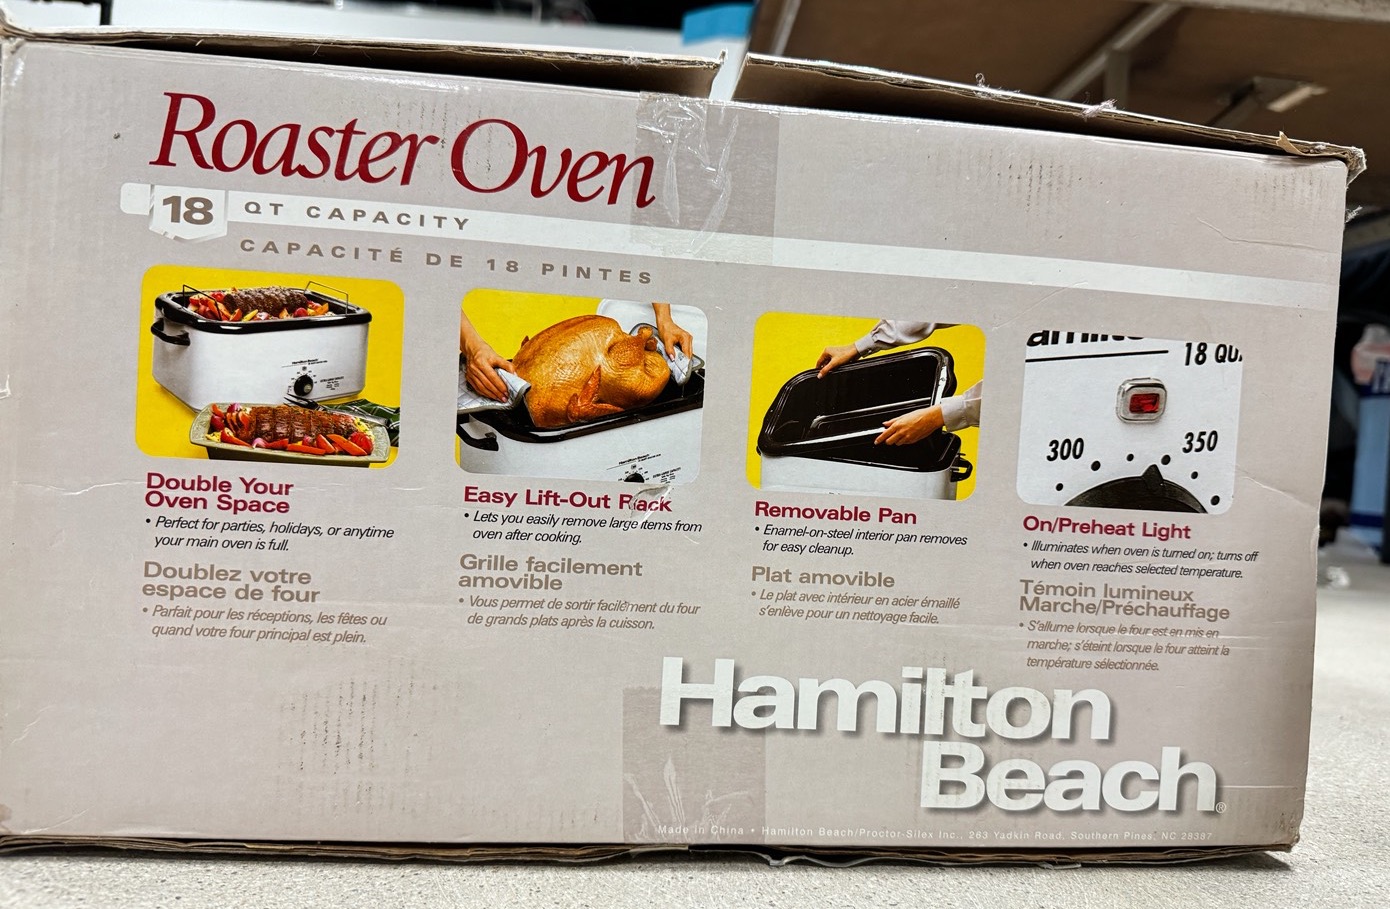 Roaster Oven
18 QT CAPACITY
CAPACITÉ DE 18 PINTES
18 QU
300
350
Double Your
Oven Space
• Perfect for parties, holidays, or anytime
your main oven is full.
Doublez votre
espace de four
• Parfait pour les réceptions, les fêtes ou
quand votre four principal est plein.
Easy Lift-Out Rack
• Lets you easily remove large items from
oven after cooking.
Grille facilement
amovible
• Vous permet de sortir facilement du four
de grands plats après la cuisson.
Removable Pan
• Enamel-on-steel interior pan removes
for easy cleanup.
Plat amovible
• Le plat avec intérieur en acier émaillé
s'enlève pour un nettoyage facile.
On/Preheat Light
• Illuminates when oven is turned on; turns off
when oven reaches selected temperature.
Témoin lumineux
Marche/Préchauffage
• S'allume lorsque le four est en mis en
marche; s'éteint lorsque le four atteint la
température sélectionnée.
Hamilton
Beach®
Made in China • Hamilton Beach/Proctor-Silex Inc., 263 Yadkin Road, Southern Pines, NC 28387